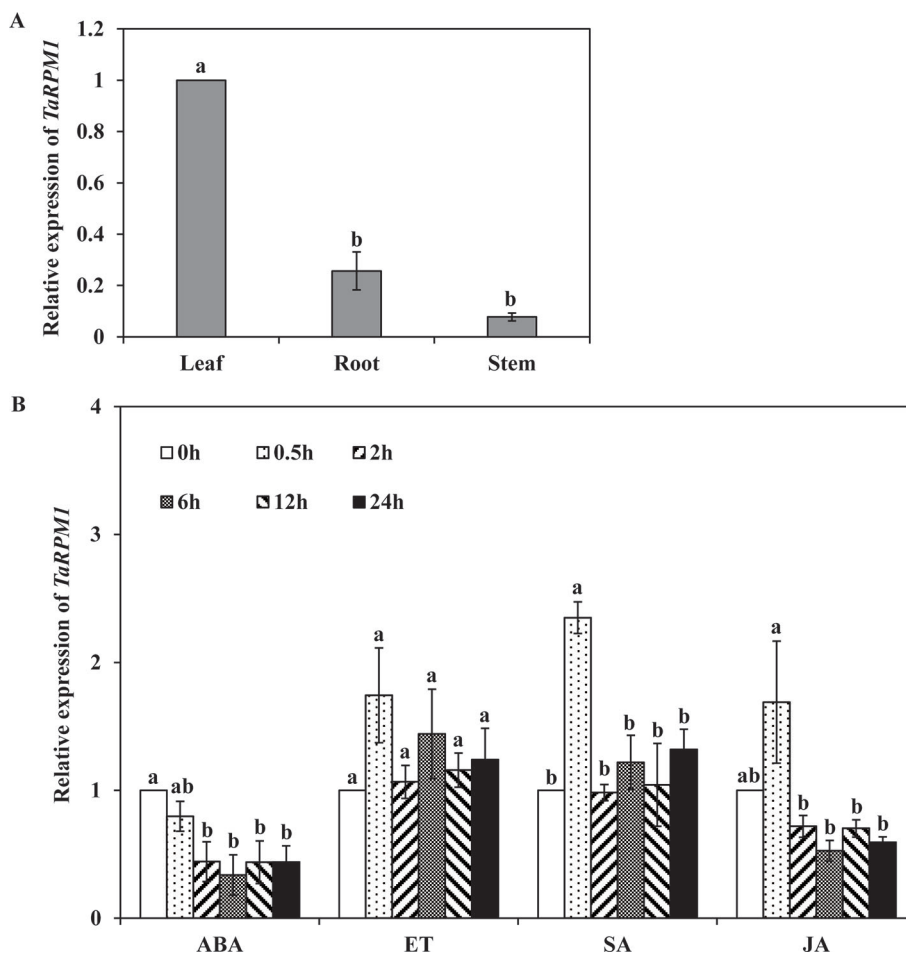 A
Relative expression of TaRPM1
1.2
1
0.8
0.6
0.4
0.2
0
a
b
b
Leaf Root Stem
B
Relative expression of TaRPM1
4
3
2
1
0
0h 0.5h 2h
6h 12h 24h
a ab b b b b
a a a a a a
b a b b b b
ab a b b b b
ABA ET SA JA